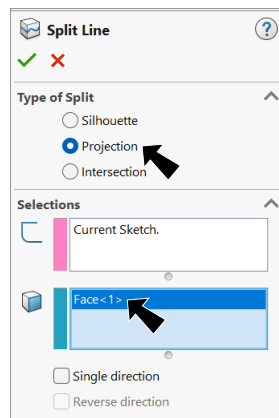 Split Line
?
Type of Split
Silhouette
Projection
Intersection
Selections
Current Sketch.
Face<1>
Single direction
Reverse direction